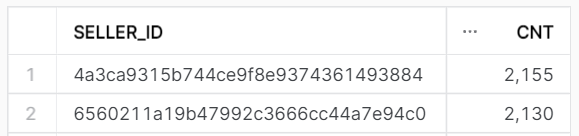 SELLER_ID ... CNT
1 4a3ca9315b744ce9f8e9374361493884 2,155
2 6560211a19b47992c3666cc44a7e94c0 2,130